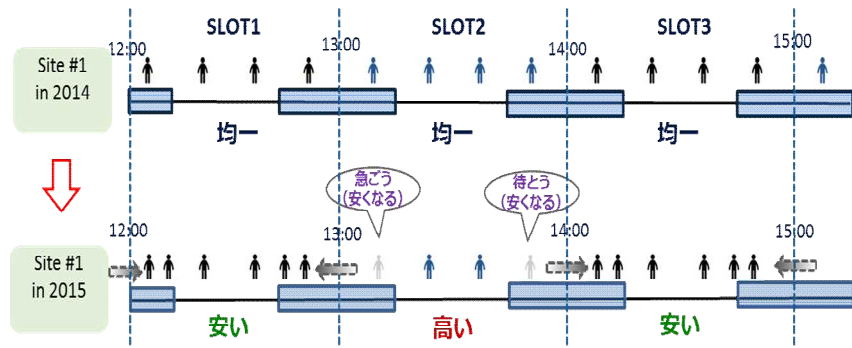 SLOT1 SLOT2 SLOT3
12:00 13:00 14:00 15:00
Site #1
in 2014
均一 均一 均一
急ごう
(安くなる)
待とう
(安くなる)
12:00 13:00 14:00 15:00
Site #1
in 2015
安い 高い 安い